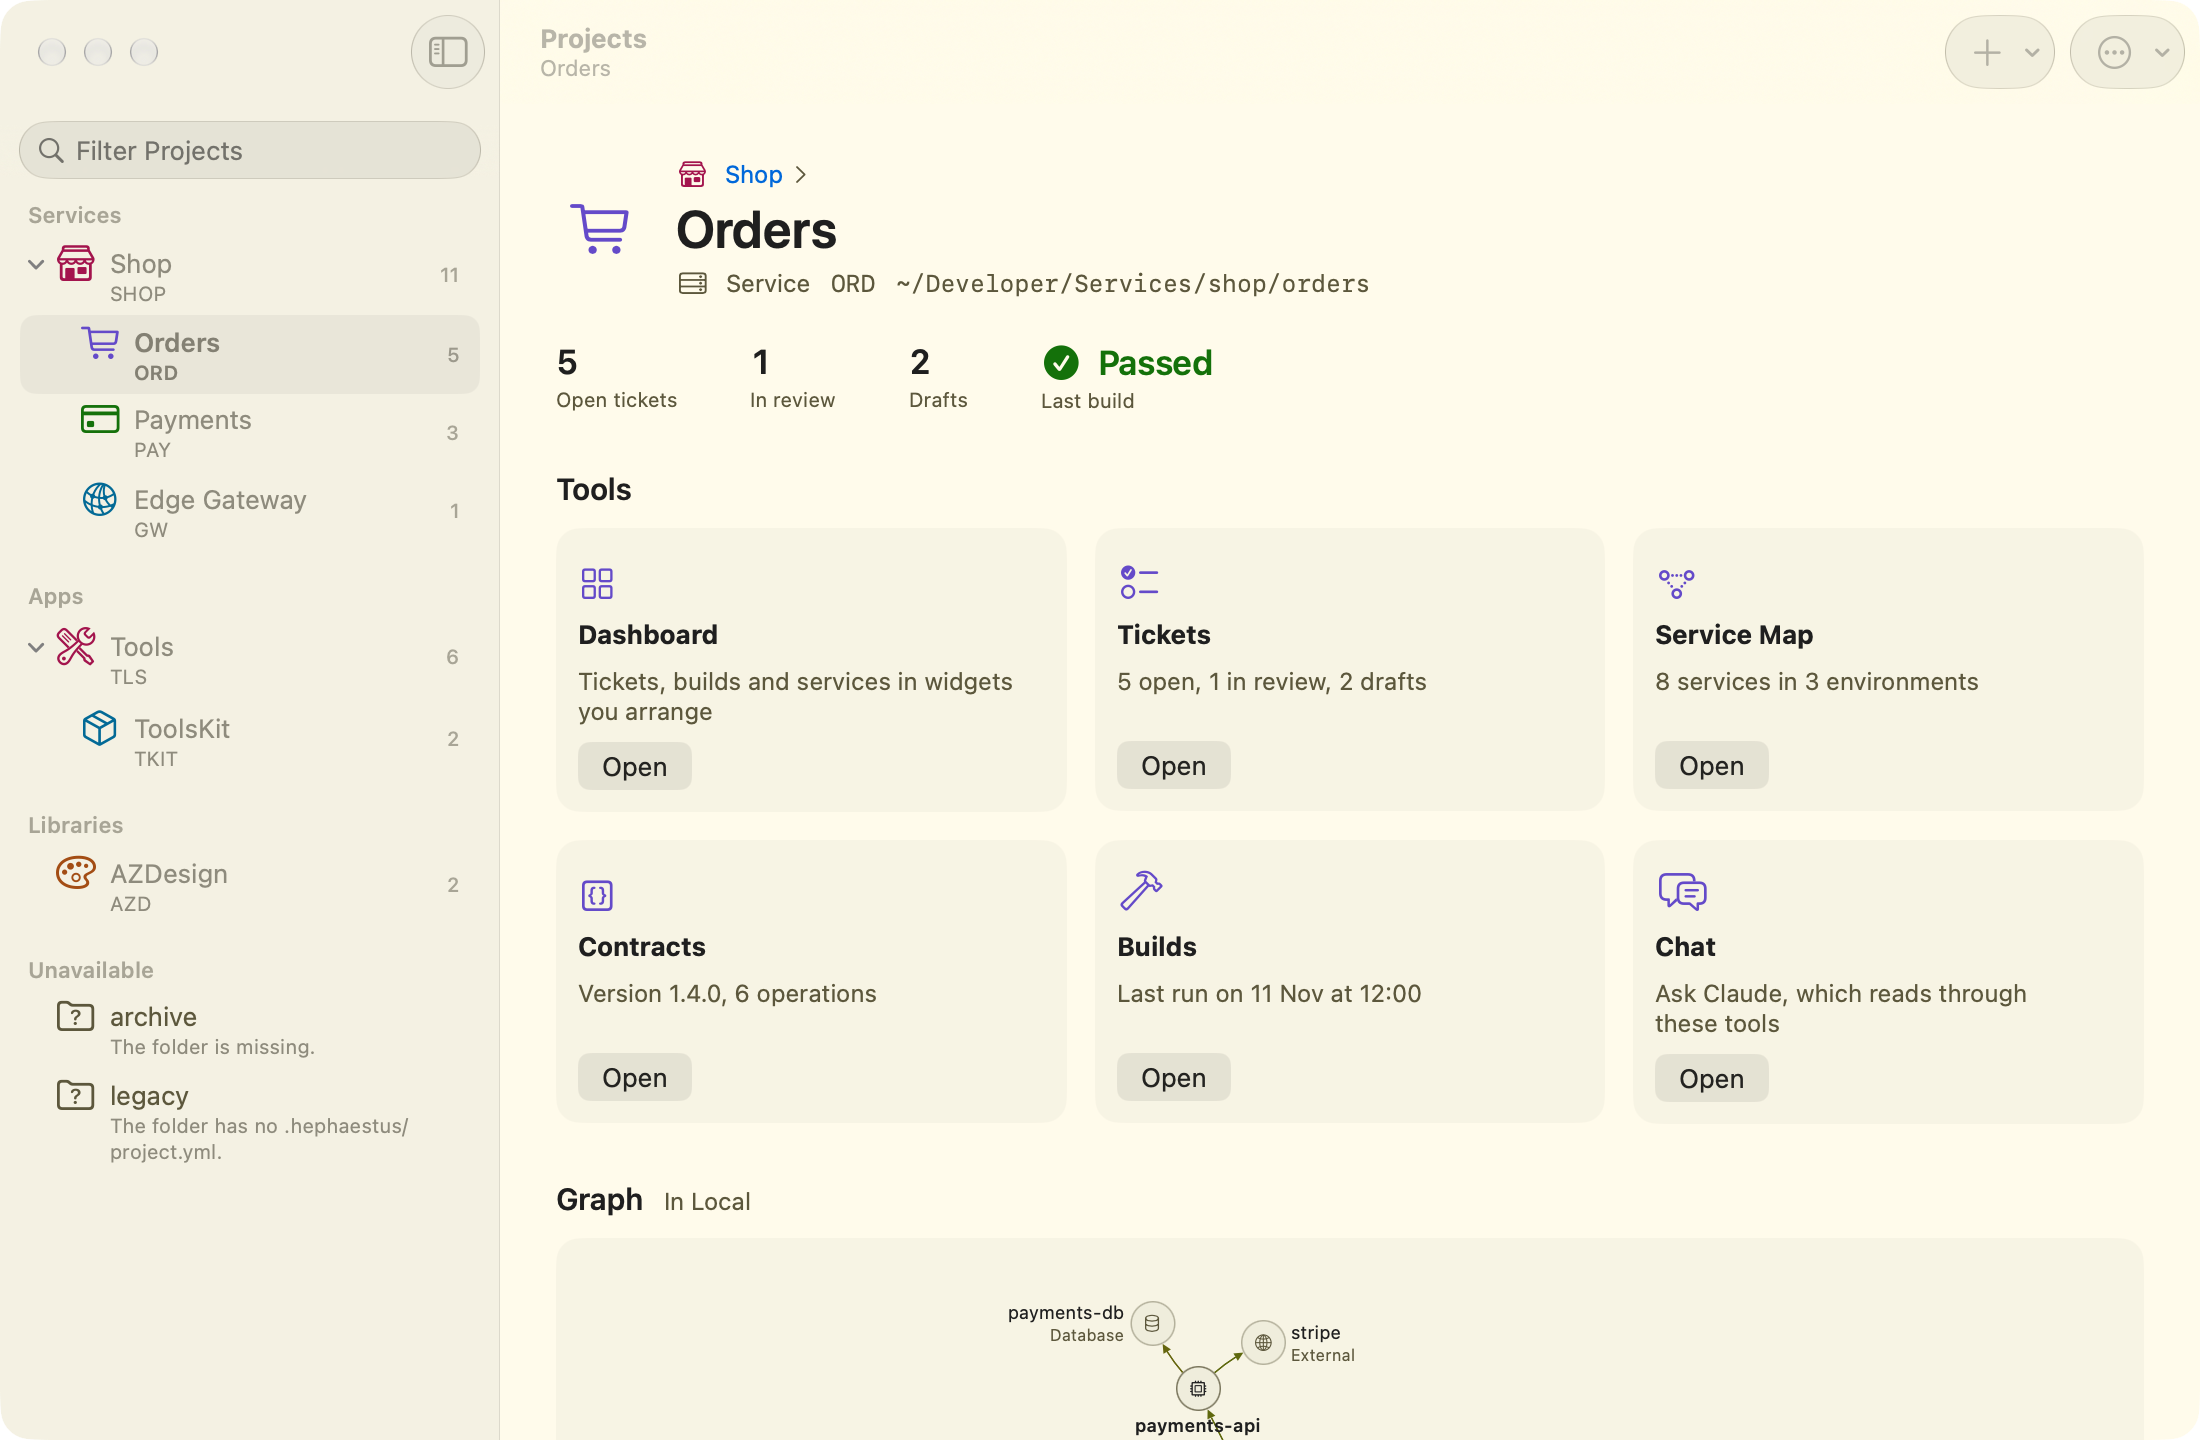 Projects
Orders
Filter Projects
Services
Shop
SHOP
11
Orders
ORD
5
Payments
PAY
3
Edge Gateway
GW
1
Apps
Tools
TLS
6
ToolsKit
TKIT
2
Libraries
AZDesign
AZD
2
Unavailable
archive
The folder is missing.
legacy
The folder has no .hephaestus/
project.yml.
Shop
Orders
Service ORD ~/Developer/Services/shop/orders
5
Open tickets
1
In review
2
Drafts
Passed
Last build
Tools
Dashboard
Tickets, builds and services in widgets
you arrange
Open
Tickets
5 open, 1 in review, 2 drafts
Open
Service Map
8 services in 3 environments
Open
Contracts
Version 1.4.0, 6 operations
Open
Builds
Last run on 11 Nov at 12:00
Open
Chat
Ask Claude, which reads through
these tools
Open
Graph In Local
payments-db
Database
stripe
External
payments-api